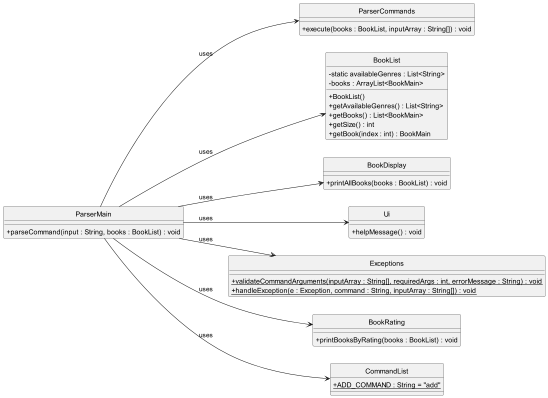 ParserCommands
+execute(books : BookList, inputArray : String[]) : void
BookList
-static availableGenres : List<String>
-books : ArrayList<BookMain>
+BookList()
+getAvailableGenres() : List<String>
+getBooks() : List<BookMain>
+getSize() : int
+getBook(index : int) : BookMain
BookDisplay
+printAllBooks(books : BookList) : void
ParserMain
+parseCommand(input : String, books : BookList) : void
Ui
+helpMessage() : void
Exceptions
+validateCommandArguments(inputArray : String[], requiredArgs : int, errorMessage : String) : void
+handleException(e : Exception, command : String, inputArray : String[]) : void
BookRating
+printBooksByRating(books : BookList) : void
CommandList
+ADD_COMMAND : String = "add"
uses
uses
uses
uses
uses
uses
uses